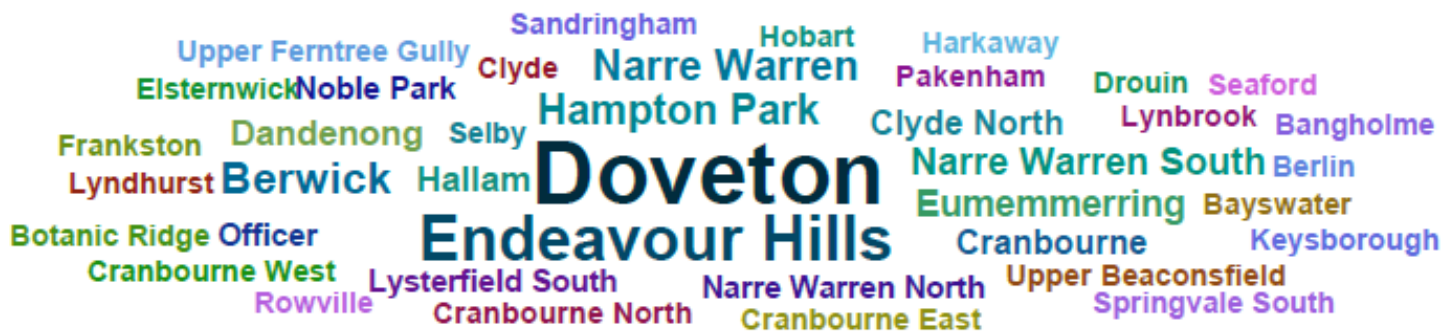 Sandringham
Hobart
Harkaway
Upper Ferntree Gully
Clyde
Narre Warren
Pakenham
Drouin
Seaford
Elsternwick
Noble Park
Hampton Park
Lynbrook
Bangholme
Frankston
Dandenong
Selby
Clyde North
Doveton
Narre Warren South
Berlin
Lyndhurst
Berwick
Hallam
Eumemmerring
Bayswater
Botanic Ridge
Officer
Endeavour Hills
Cranbourne
Keysborough
Cranbourne West
Lysterfield South
Narre Warren North
Upper Beaconsfield
Rowville
Cranbourne North
Cranbourne East
Springvale South